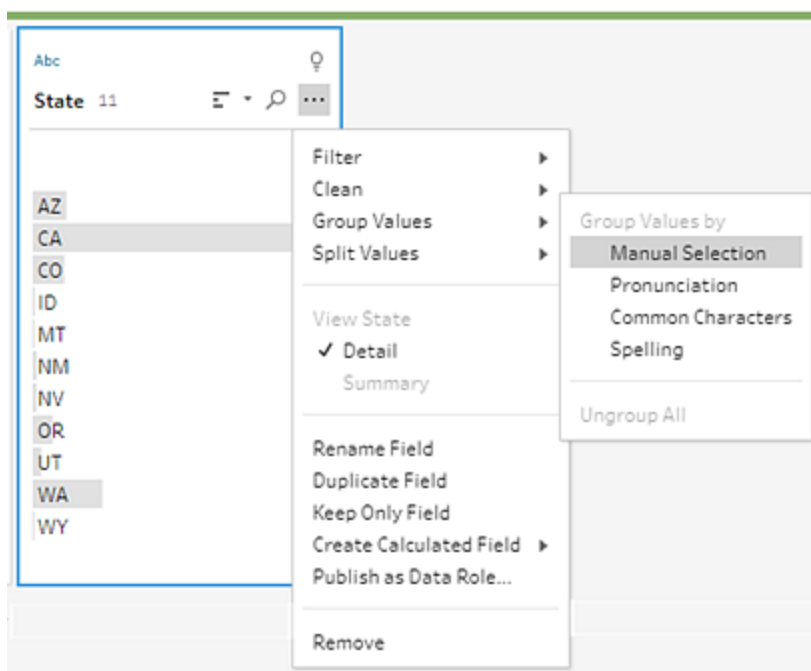 Abc
State 11
AZ
CA
CO
ID
MT
NM
NV
OR
UT
WA
WY
Filter
Clean
Group Values
Split Values
View State
✓ Detail
Summary
Rename Field
Duplicate Field
Keep Only Field
Create Calculated Field
Publish as Data Role...
Remove
Group Values by
Manual Selection
Pronunciation
Common Characters
Spelling
Ungroup All